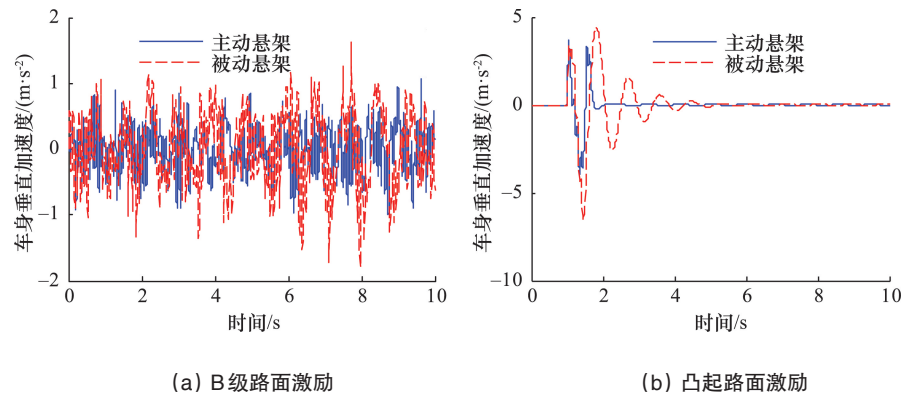 2
1
0
−1
−2
车身垂直加速度/(m·s⁻²)
主动悬架
被动悬架
0 2 4 6 8 10
时间/s
(a) B级路面激励
5
0
−5
−10
车身垂直加速度/(m·s⁻²)
主动悬架
被动悬架
0 2 4 6 8 10
时间/s
(b) 凸起路面激励